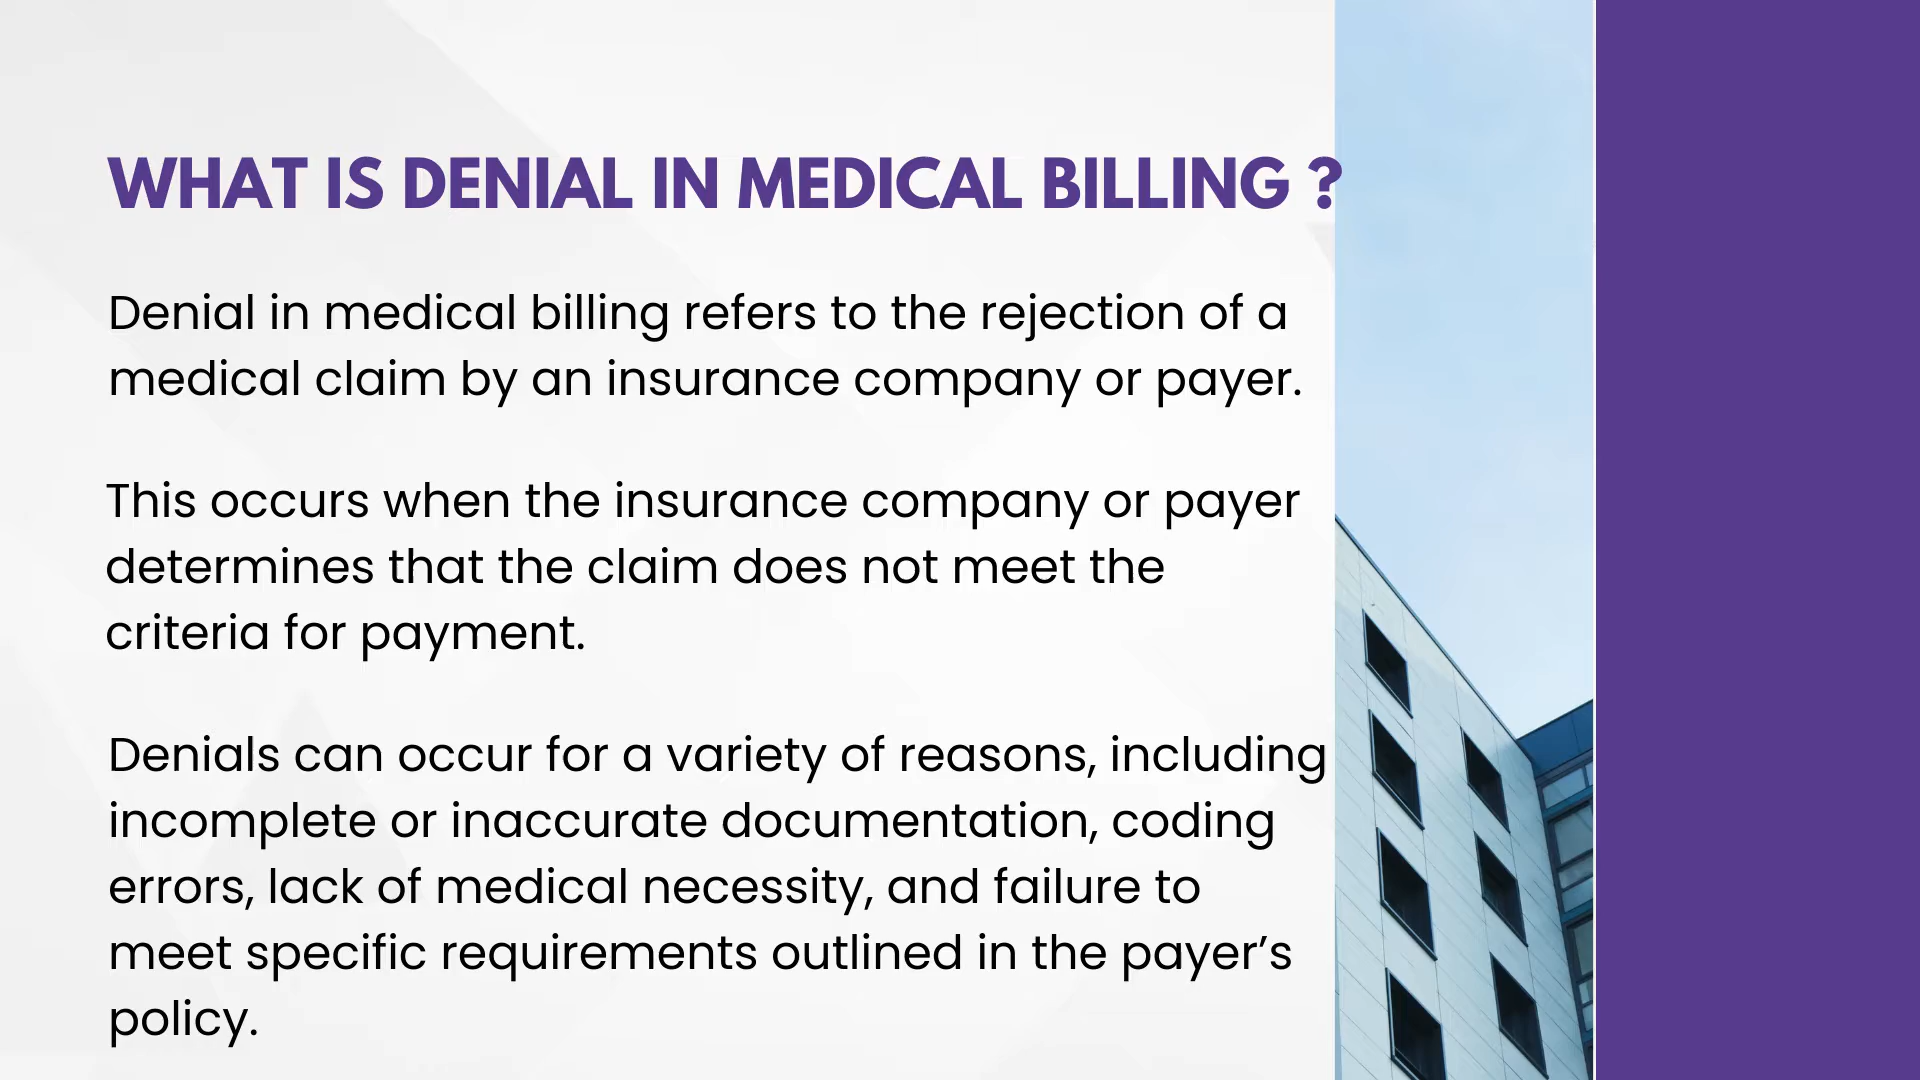 WHAT IS DENIAL IN MEDICAL BILLING ?
Denial in medical billing refers to the rejection of a
medical claim by an insurance company or payer.
This occurs when the insurance company or payer
determines that the claim does not meet the
criteria for payment.
Denials can occur for a variety of reasons, including
incomplete or inaccurate documentation, coding
errors, lack of medical necessity, and failure to
meet specific requirements outlined in the payer’s
policy.